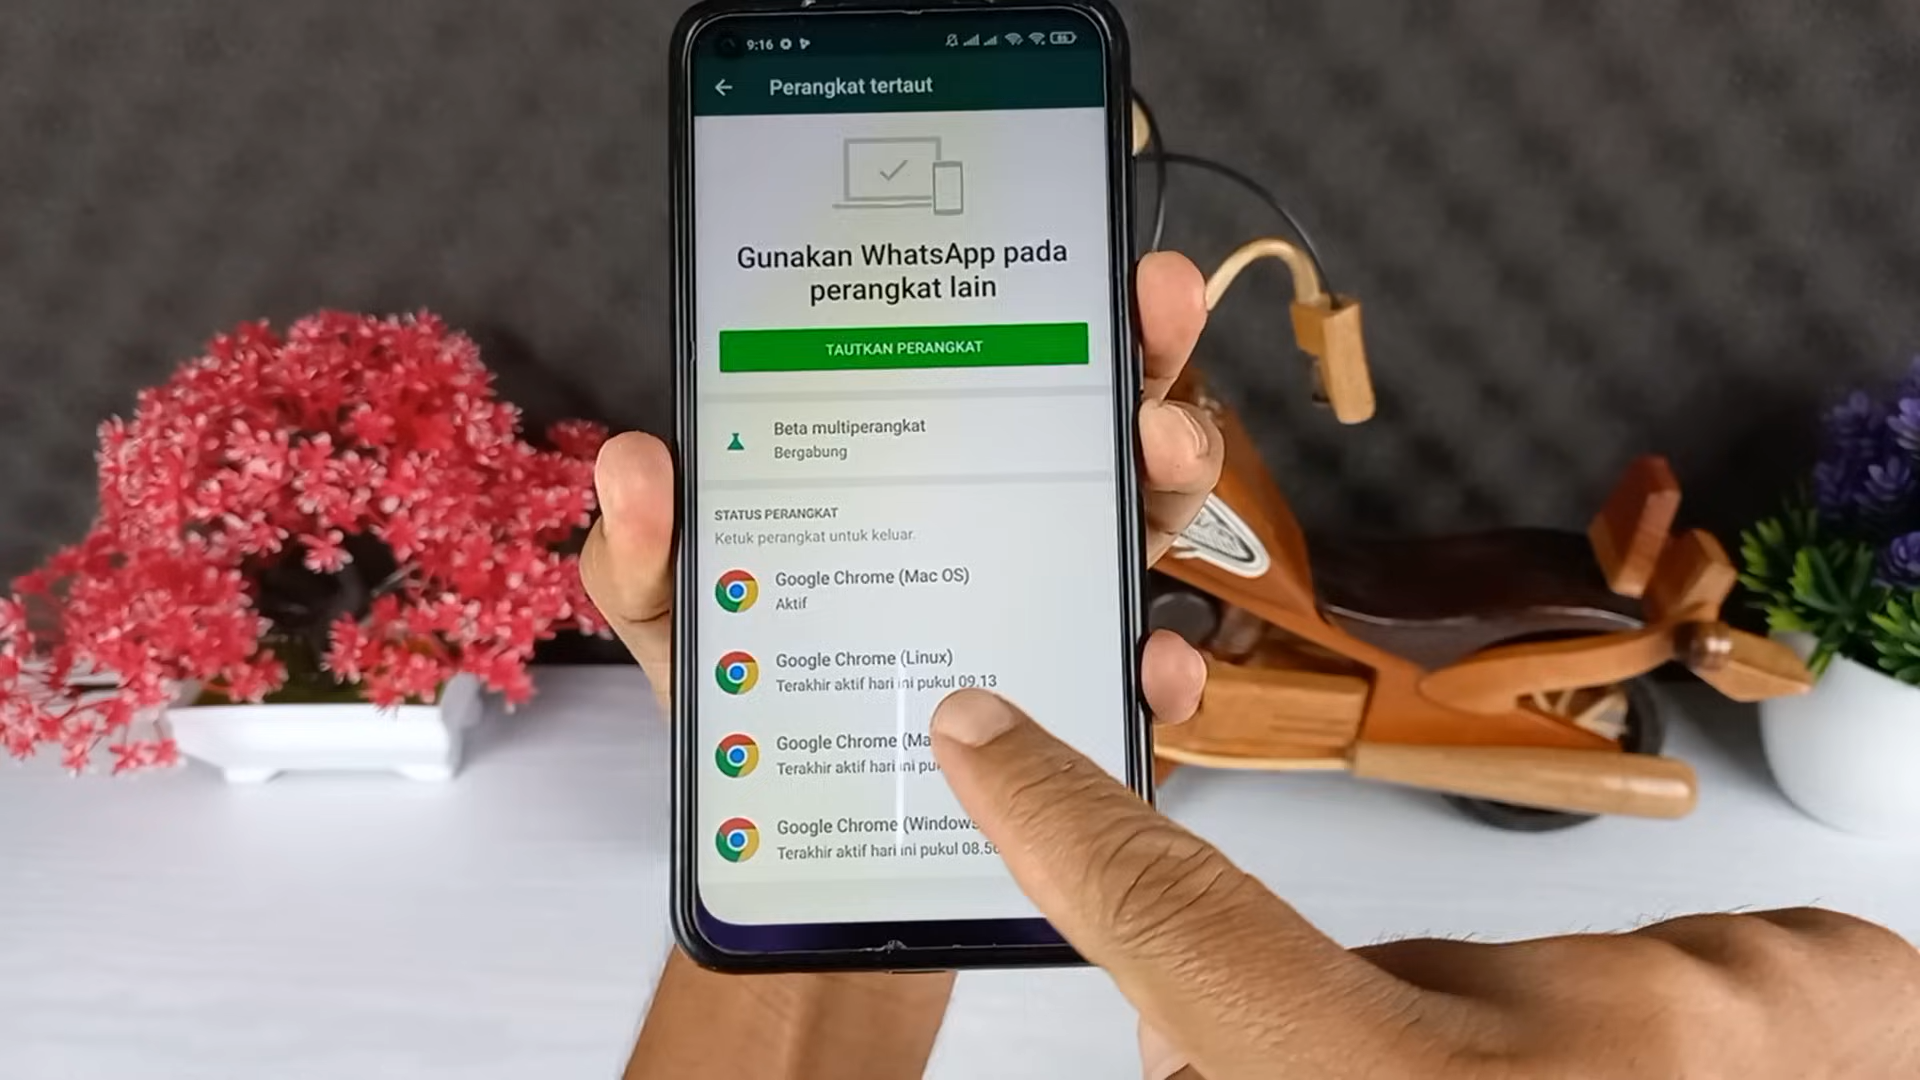 9:16
Perangkat tertaut
Gunakan WhatsApp pada
perangkat lain
TAUTKAN PERANGKAT
Beta multiperangkat
Bergabung
STATUS PERANGKAT
Ketuk perangkat untuk keluar.
Google Chrome (Mac OS)
Aktif
Google Chrome (Linux)
Terakhir aktif hari ini pukul 09.13
Google Chrome (Ma
Terakhir aktif hari ini
Google Chrome (Windows
Terakhir aktif hari ini pukul